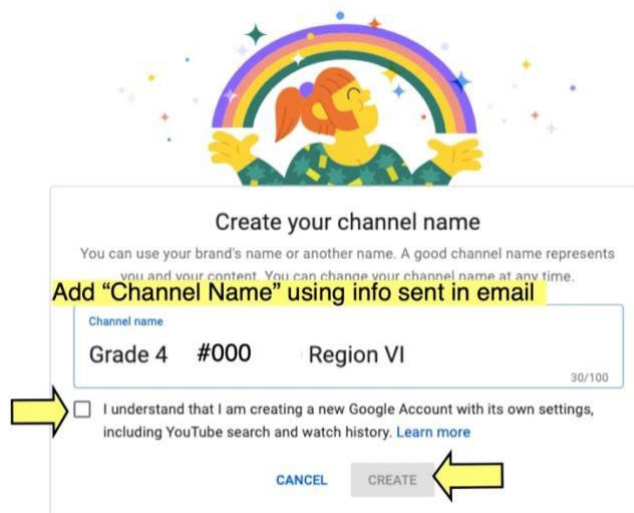 Create your channel name
You can use your brand's name or another name. A good channel name represents
you and your content. You can change your channel name at any time.
Add “Channel Name” using info sent in email
Channel name
Grade 4 #000 Region VI
30/100
I understand that I am creating a new Google Account with its own settings,
including YouTube search and watch history. Learn more
CANCEL CREATE